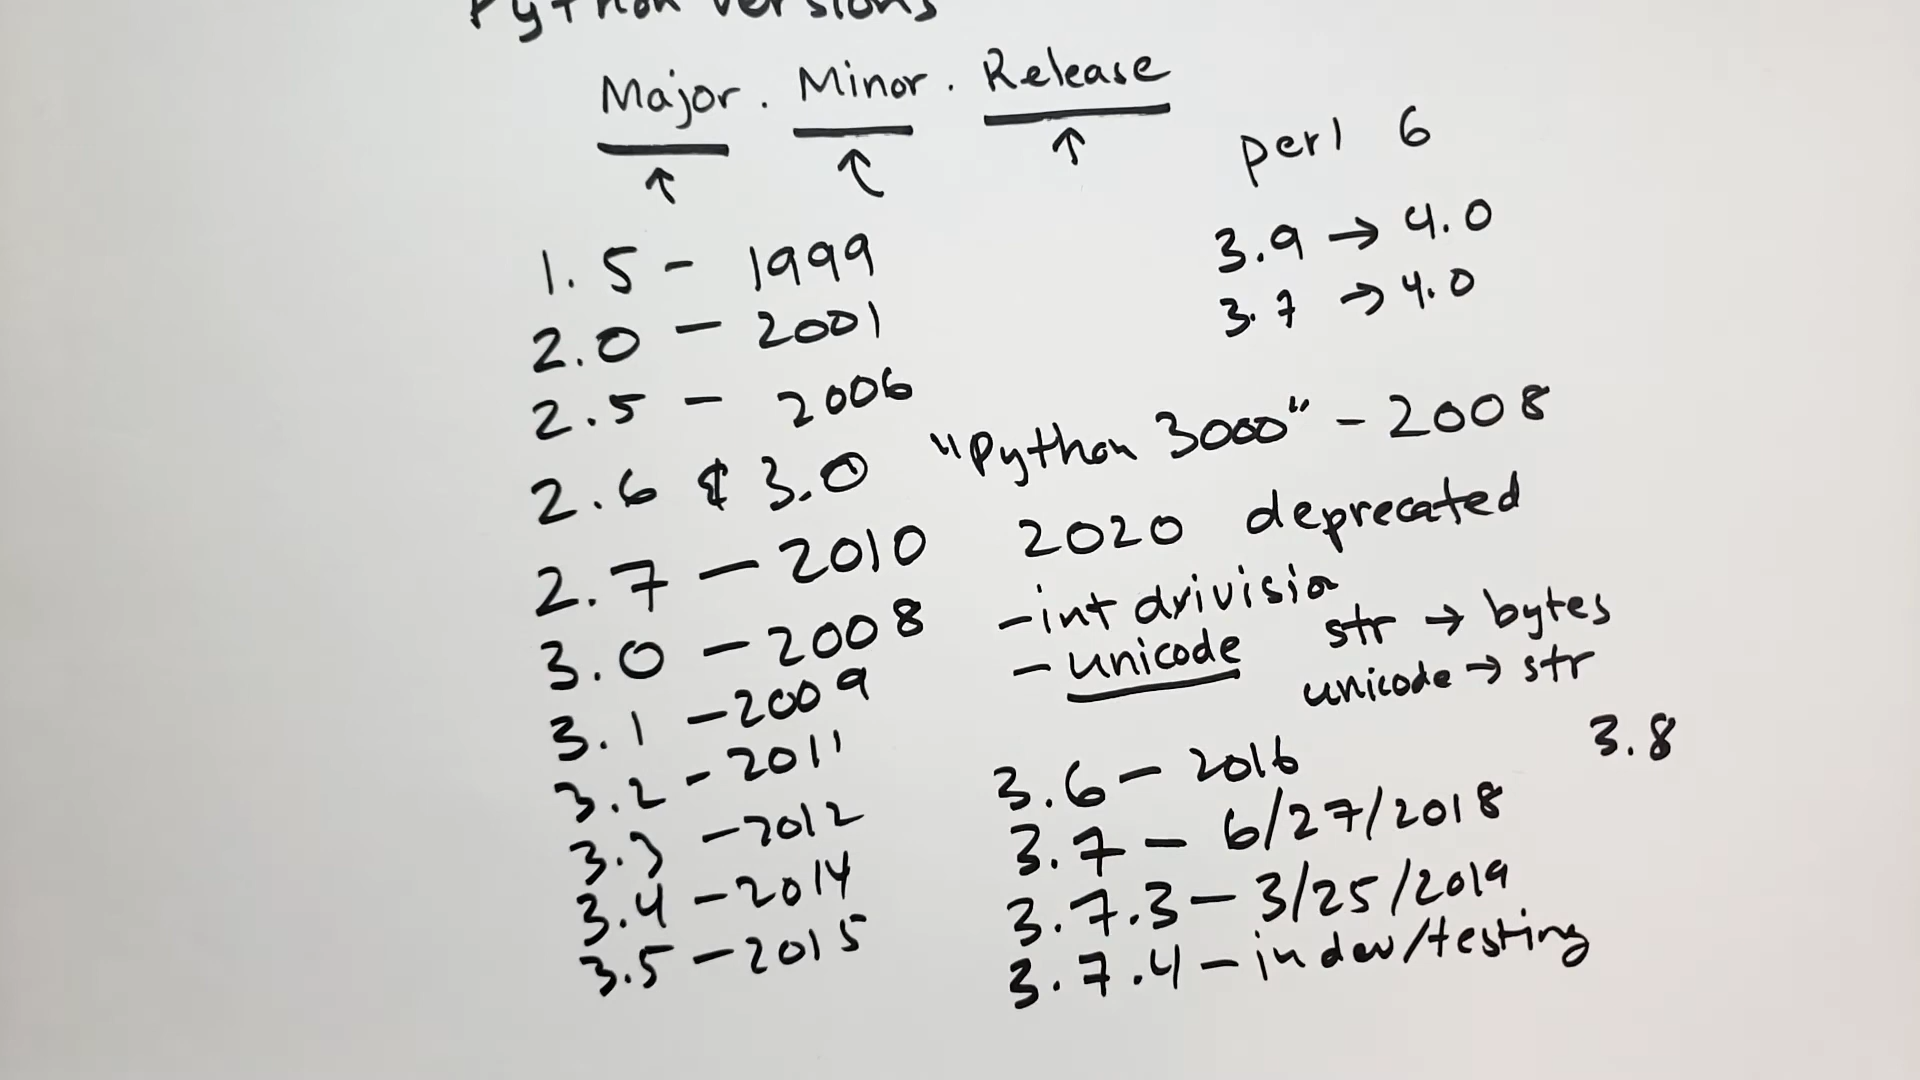 Python versions
Major . Minor . Release
↑ ↑ ↑
perl 6
3.9 → 4.0
3.7 → 4.0
1.5 - 1999
2.0 - 2001
2.5 - 2006
2.6 & 3.0 "Python 3000" - 2008
2.7 - 2010 2020 deprecated
3.0 - 2008 - int drivision
- unicode str → bytes
unicode → str
3.1 - 2009
3.2 - 2011
3.3 - 2012
3.4 - 2014
3.5 - 2015
3.6 - 2016
3.8
3.7 - 6/27/2018
3.7.3 - 3/25/2019
3.7.4 - in dev/testing